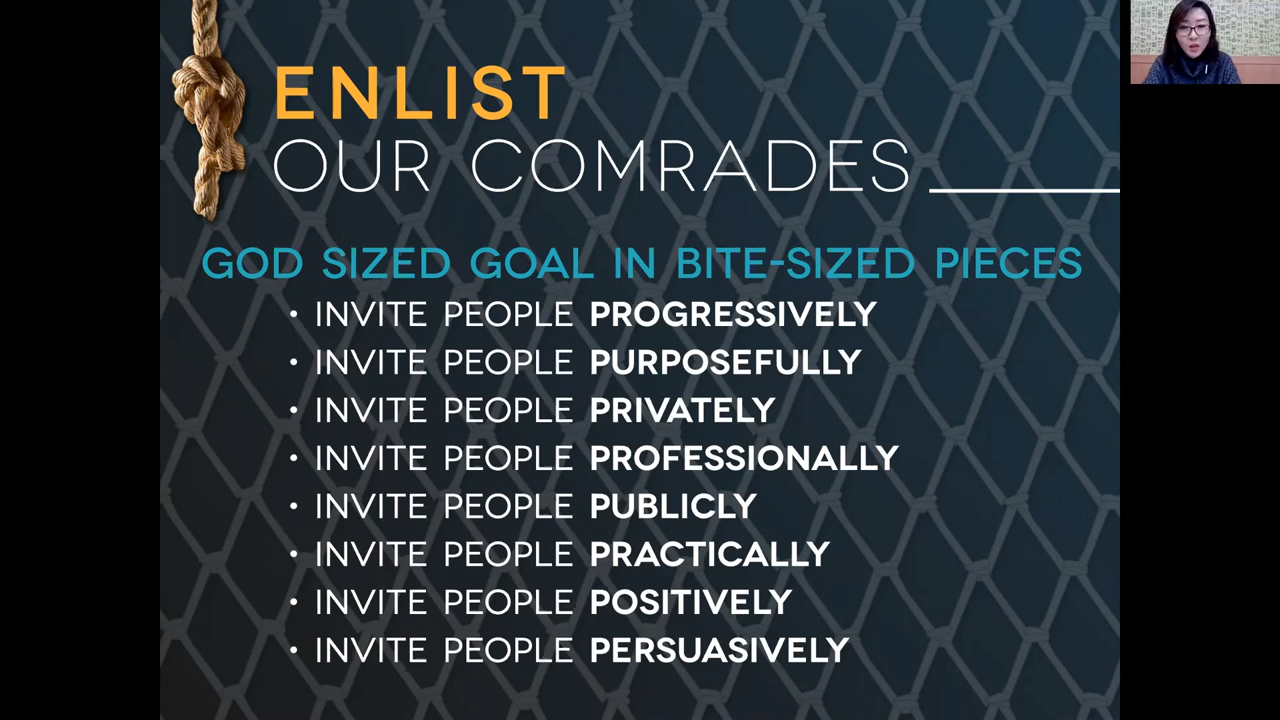 ENLIST
OUR COMRADES
GOD SIZED GOAL IN BITE-SIZED PIECES
• INVITE PEOPLE PROGRESSIVELY
• INVITE PEOPLE PURPOSEFULLY
• INVITE PEOPLE PRIVATELY
• INVITE PEOPLE PROFESSIONALLY
• INVITE PEOPLE PUBLICLY
• INVITE PEOPLE PRACTICALLY
• INVITE PEOPLE POSITIVELY
• INVITE PEOPLE PERSUASIVELY